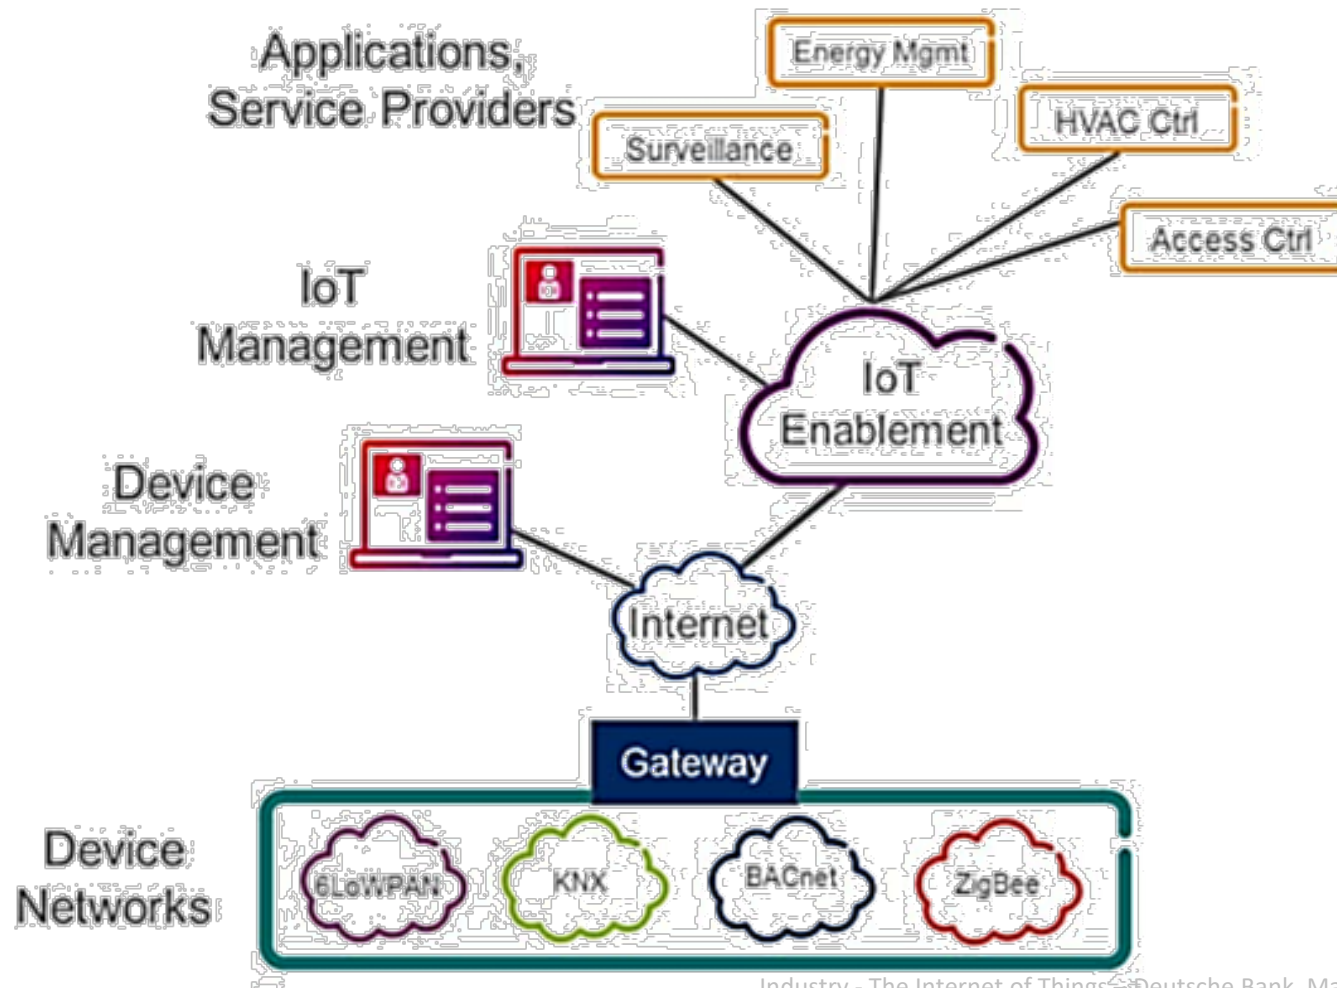 Applications,
Service Providers
Energy Mgmt
HVAC Ctrl
Surveillance
Access Ctrl
IoT
Management
IoT
Enablement
Device
Management
Internet
Gateway
Device
Networks
6LoWPAN
KNX
BACnet
ZigBee
Industry - The Internet of Things - Deutsche Bank, Ma